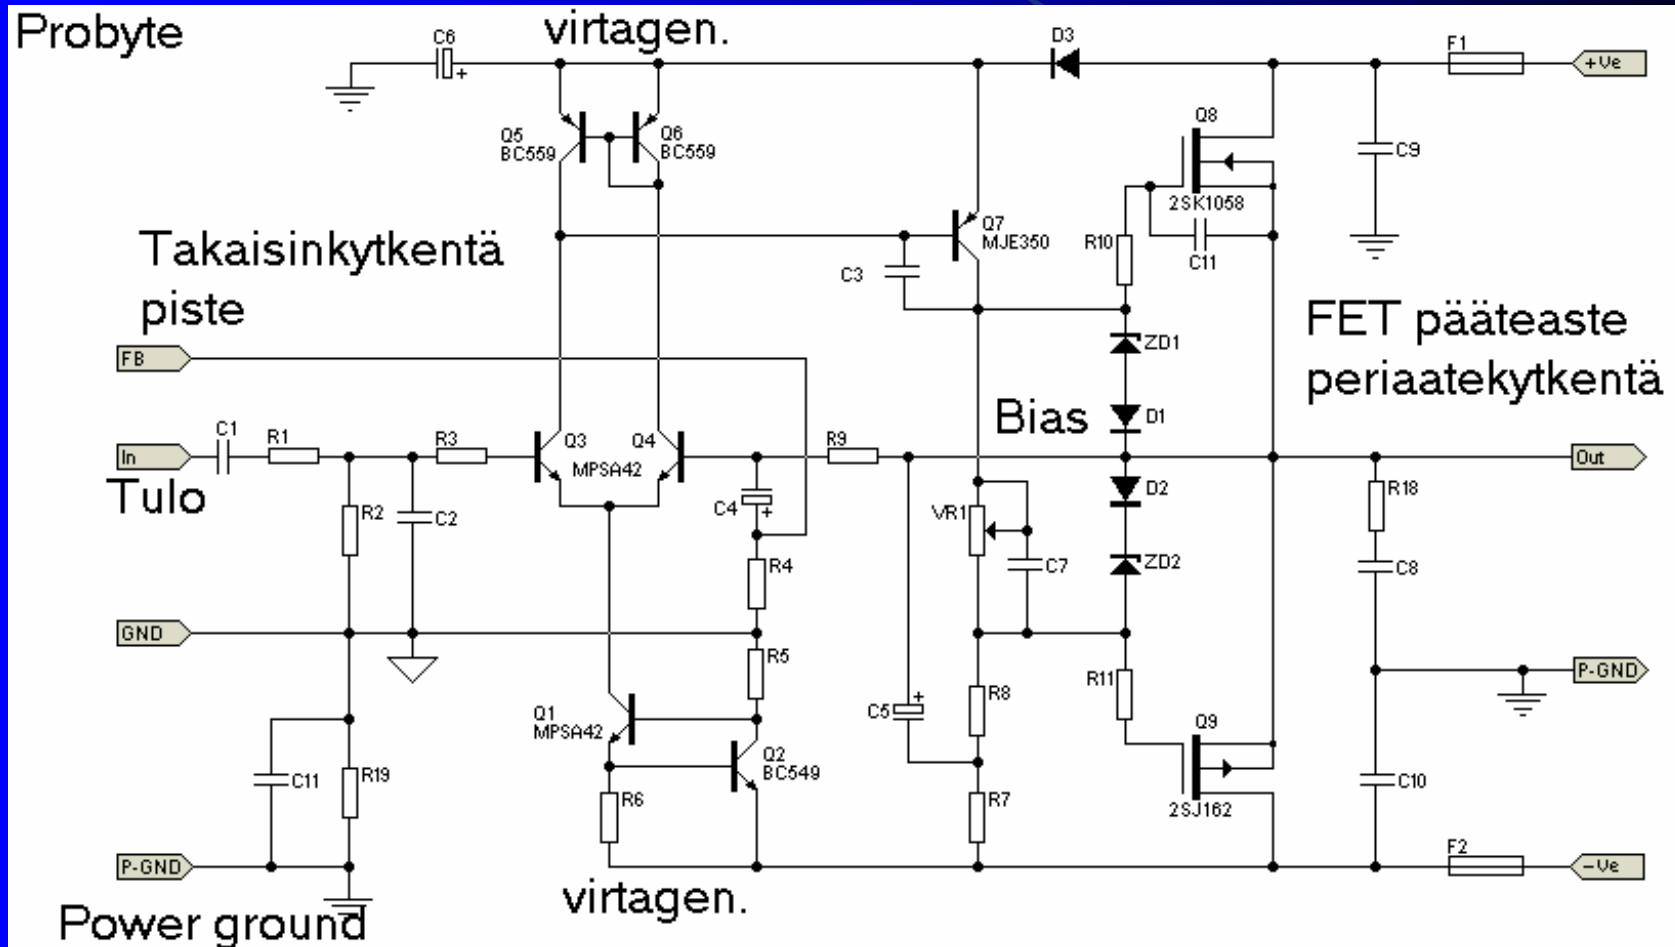 Probyte
virtagen.
C6
+
D3
F1
+Ve
Q5
BC559
Q6
BC559
Q8
2SK1058
C9
Q7
MJE350
R10
C11
C3
Takaisinkytkentä
piste
FB
ZD1
FET pääteaste
periaatekytkentä
Bias
D1
In
C1
R1
R3
Q3
Q4
MPSA42
R9
Out
Tulo
R2
C2
C4
+
VR1
D2
R18
C7
ZD2
C8
R4
GND
R5
P-GND
R11
Q1
MPSA42
C5
+
R8
Q9
2SJ162
Q2
BC549
C11
R19
R6
R7
C10
P-GND
F2
-Ve
Power ground
virtagen.